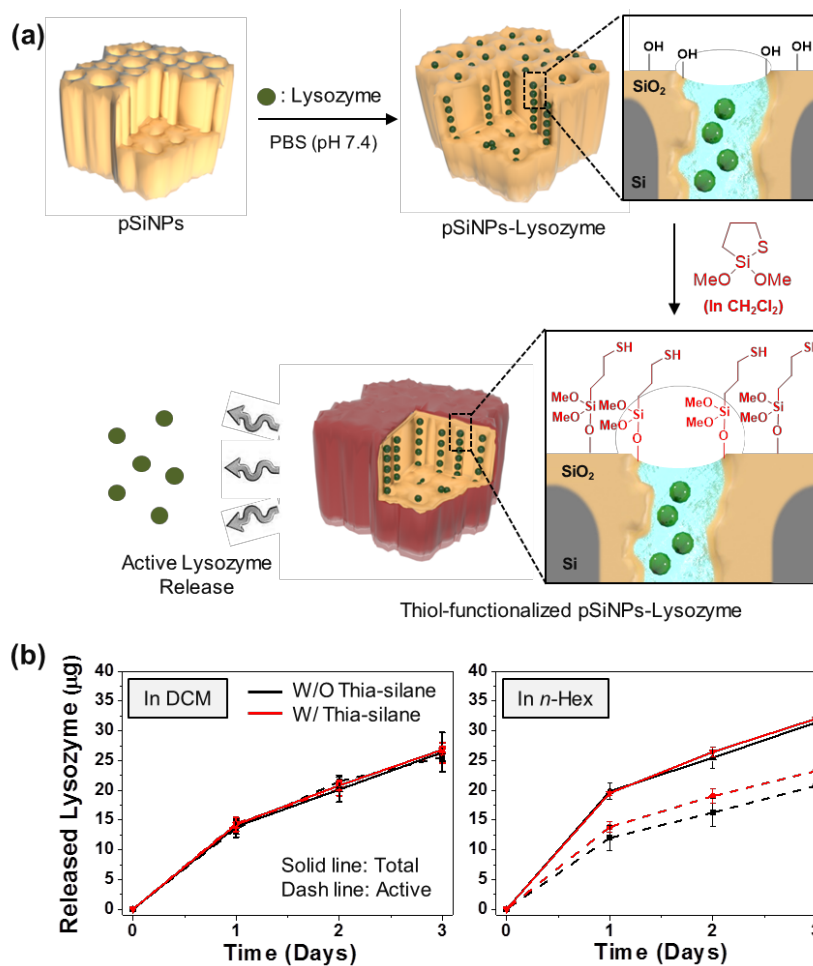 (a)
: Lysozyme
PBS (pH 7.4)
pSiNPs
pSiNPs-Lysozyme
OH OH OH OH
SiO₂
Si
S
Si
MeO OMe
(In CH₂Cl₂)
SH SH SH SH
MeO Si MeO Si MeO Si MeO Si
MeO MeO MeO MeO
O O O O
SiO₂
Si
Active Lysozyme
Release
Thiol-functionalized pSiNPs-Lysozyme
(b)
Released Lysozyme (μg)
40
35
30
25
20
15
10
5
0
In DCM
W/O Thia-silane
W/ Thia-silane
Solid line: Total
Dash line: Active
0 1 2 3
Time (Days)
40
35
30
25
20
15
10
5
0
In n-Hex
0 1 2 3
Time (Days)